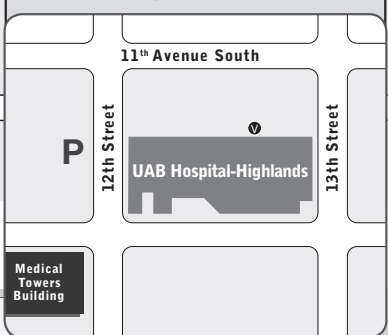 11th Avenue South
12th Street
13th Street
V
P
UAB Hospital-Highlands
Medical
Towers
Building